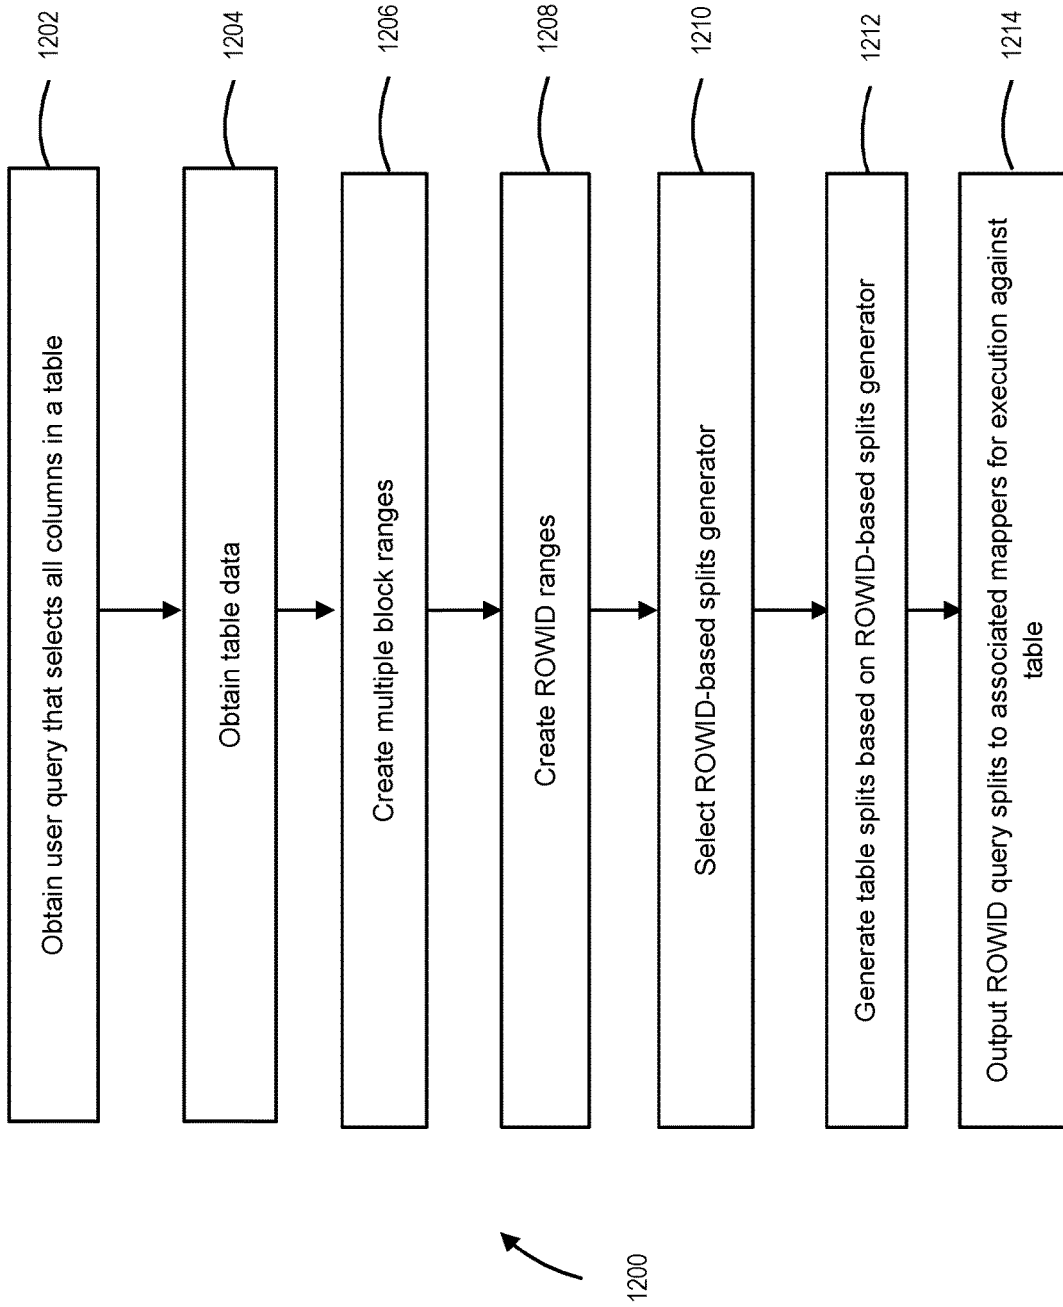 1202
Obtain user query that selects all columns in a table
1204
Obtain table data
1206
Create multiple block ranges
1208
Create ROWID ranges
1210
Select ROWID-based splits generator
1212
Generate table splits based on ROWID-based splits generator
1214
Output ROWID query splits to associated mappers for execution against
table
1200